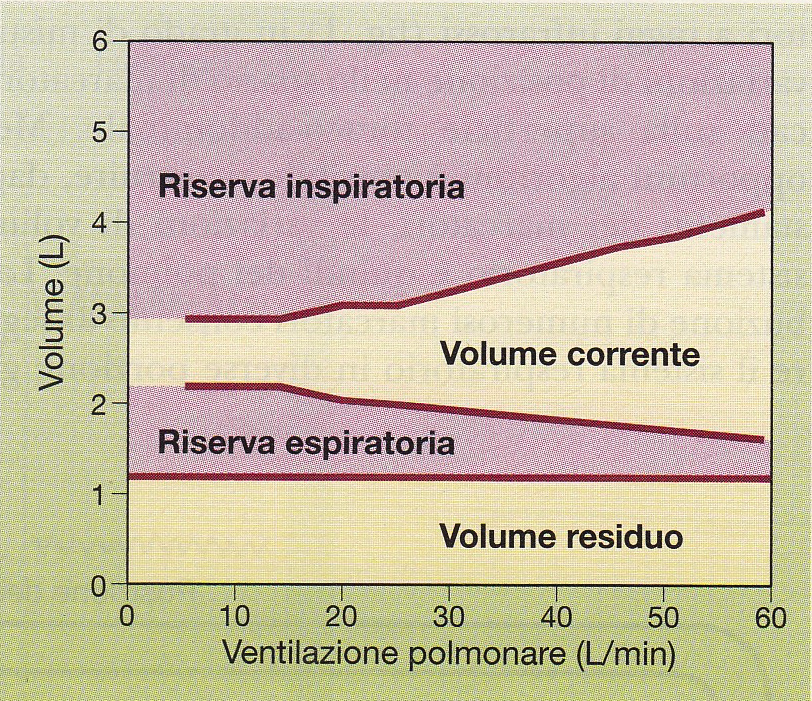 6
5
Riserva inspiratoria
4
Volume (L)
3
Volume corrente
2
Riserva espiratoria
1
Volume residuo
0
0 10 20 30 40 50 60
Ventilazione polmonare (L/min)